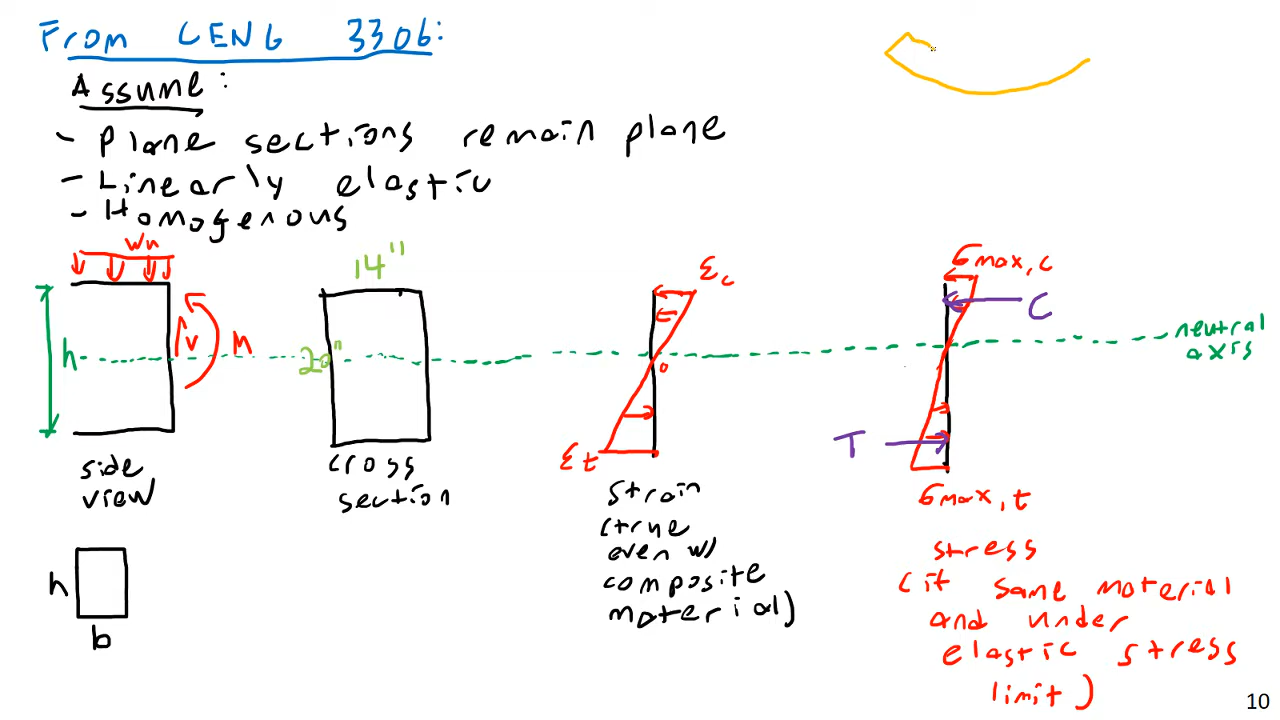 From CENG 3306:
Assume:
- Plane sections remain plane
- Linearly elastic
- Homogenous
wn
h
V
M
side
view
h
b
14"
20"
cross
section
εc
0
εt
strain
(true
even w/
composite
material)
σmax,c
C
T
σmax,t
stress
(if same material
and under
elastic stress
limit)
neutral
axis
10